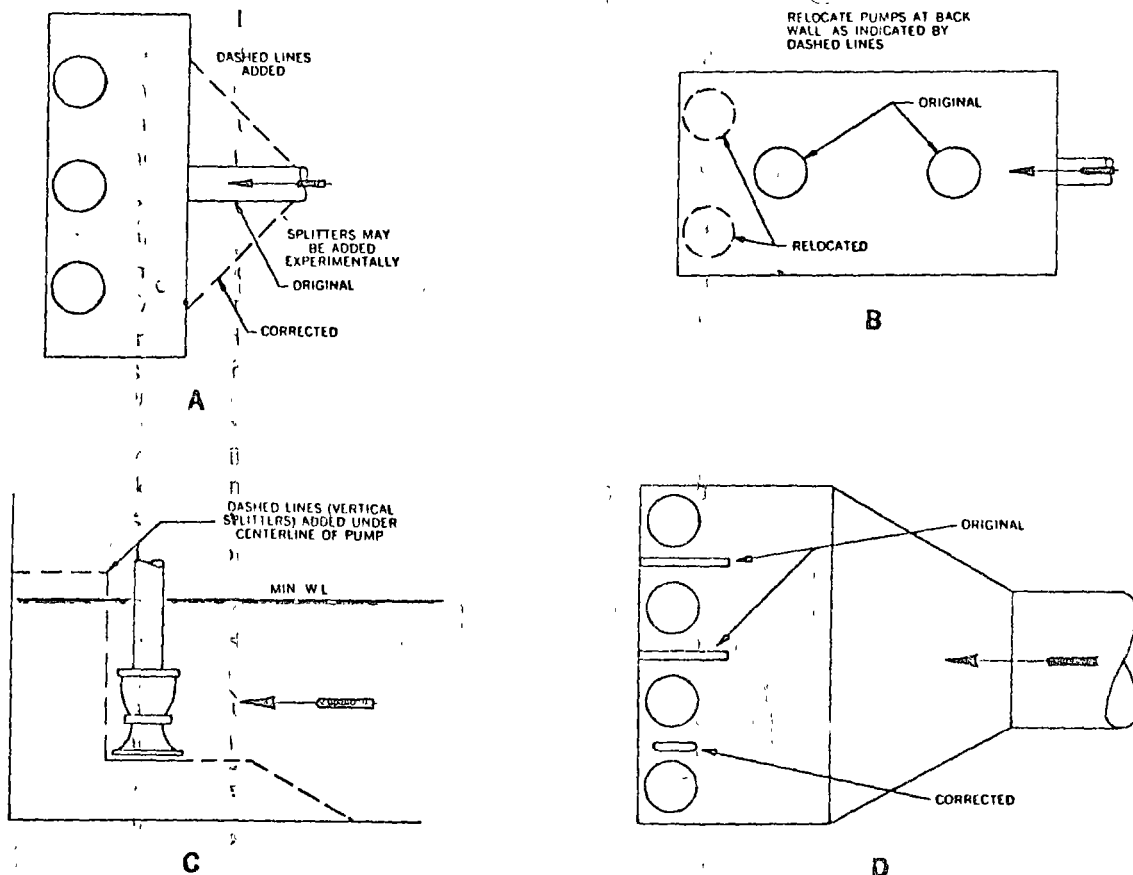 DASHED LINES
ADDED
SPLITTERS MAY
BE ADDED
EXPERIMENTALLY
ORIGINAL
CORRECTED
A
RELOCATE PUMPS AT BACK
WALL AS INDICATED BY
DASHED LINES
ORIGINAL
RELOCATED
B
DASHED LINES (VERTICAL
SPLITTERS) ADDED UNDER
CENTERLINE OF PUMP
MIN W L
C
ORIGINAL
CORRECTED
D